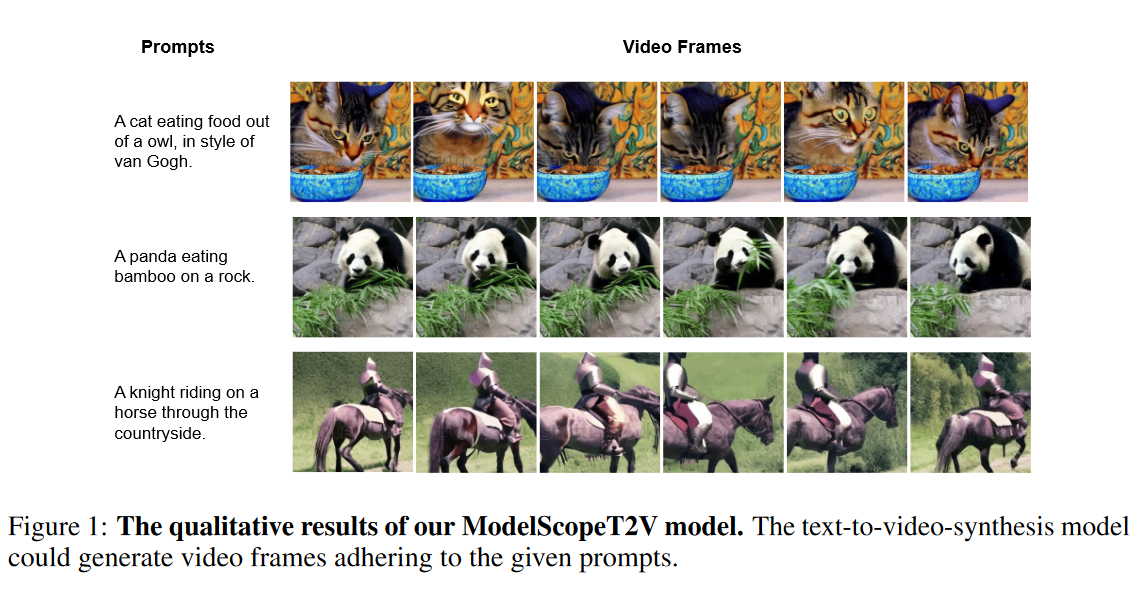 Prompts
Video Frames
A cat eating food out
of a owl, in style of
van Gogh.
A panda eating
bamboo on a rock.
A knight riding on a
horse through the
countryside.
Figure 1: The qualitative results of our ModelScopeT2V model. The text-to-video-synthesis model
could generate video frames adhering to the given prompts.